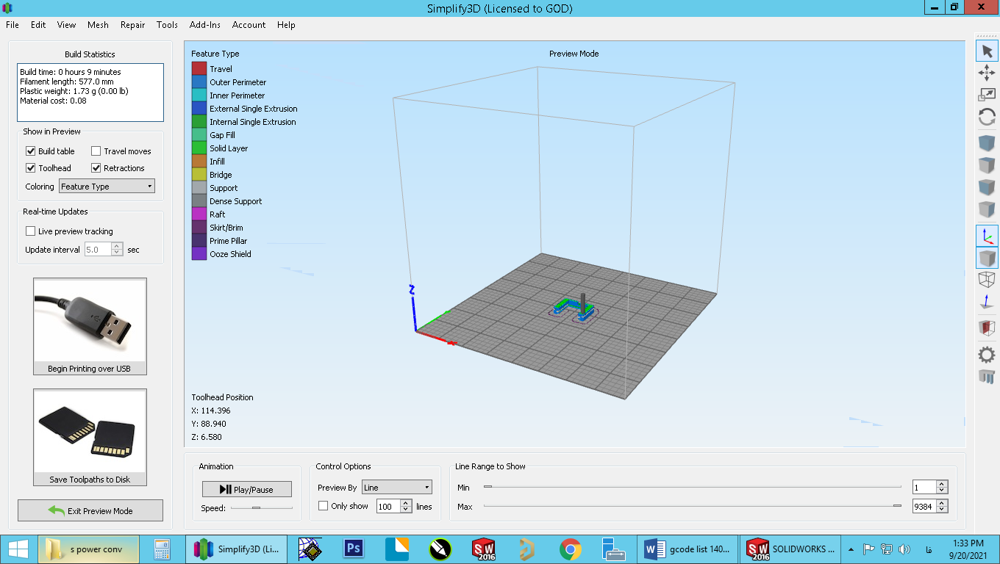 Simplify3D (Licensed to GOD)
File Edit View Mesh Repair Tools Add-Ins Account Help
Build Statistics
Build time: 0 hours 9 minutes
Filament length: 577.0 mm
Plastic weight: 1.73 g (0.00 lb)
Material cost: 0.08
Show in Preview
Build table
Travel moves
Toolhead
Retractions
Coloring Feature Type
Real-time Updates
Live preview tracking
Update interval 5.0 sec
Begin Printing over USB
Save Toolpaths to Disk
Exit Preview Mode
Feature Type
Travel
Outer Perimeter
Inner Perimeter
External Single Extrusion
Internal Single Extrusion
Gap Fill
Solid Layer
Infill
Bridge
Support
Dense Support
Raft
Skirt/Brim
Prime Pillar
Ooze Shield
Preview Mode
Z
Toolhead Position
X: 114.396
Y: 88.940
Z: 6.580
Animation
Play/Pause
Speed:
Control Options
Preview By Line
Only show 100 lines
Line Range to Show
Min 1
Max 9384
s power conv
Simplify3D (Li...
Ps
SW
2016
W
gcode list 140...
SW
2016
SOLIDWORKS ...
فا
1:33 PM
9/20/2021